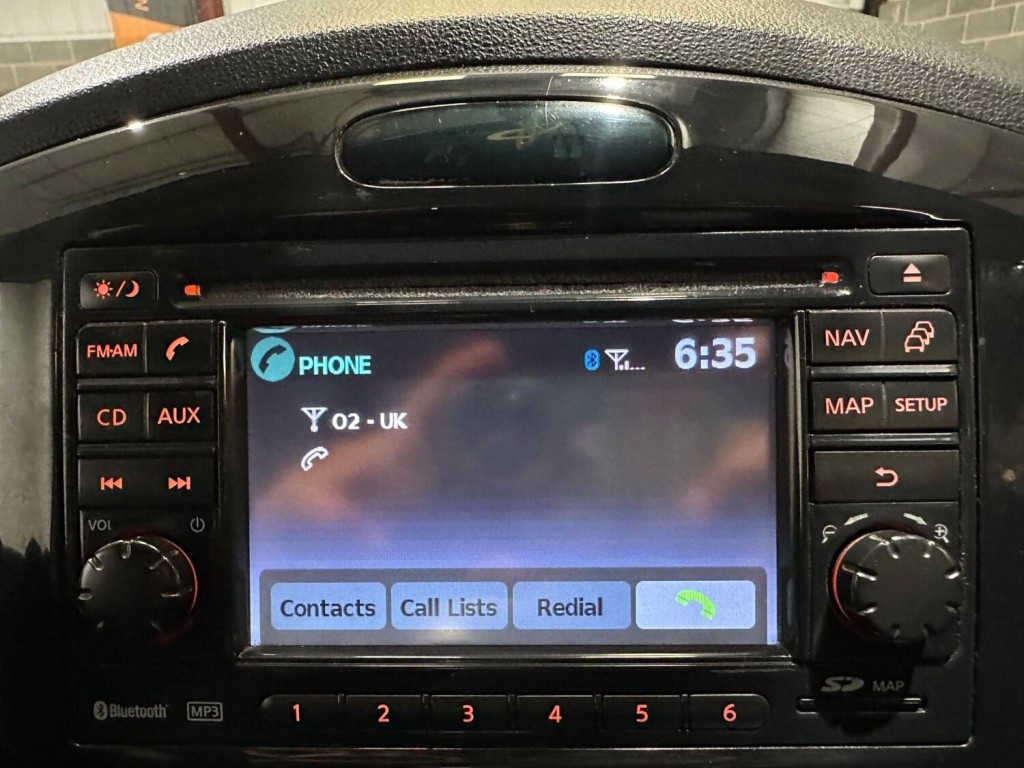 FM·AM
CD AUX
VOL
PHONE 6:35
O2 - UK
Contacts Call Lists Redial
NAV
MAP SETUP
Bluetooth MP3
1 2 3 4 5 6
SD MAP